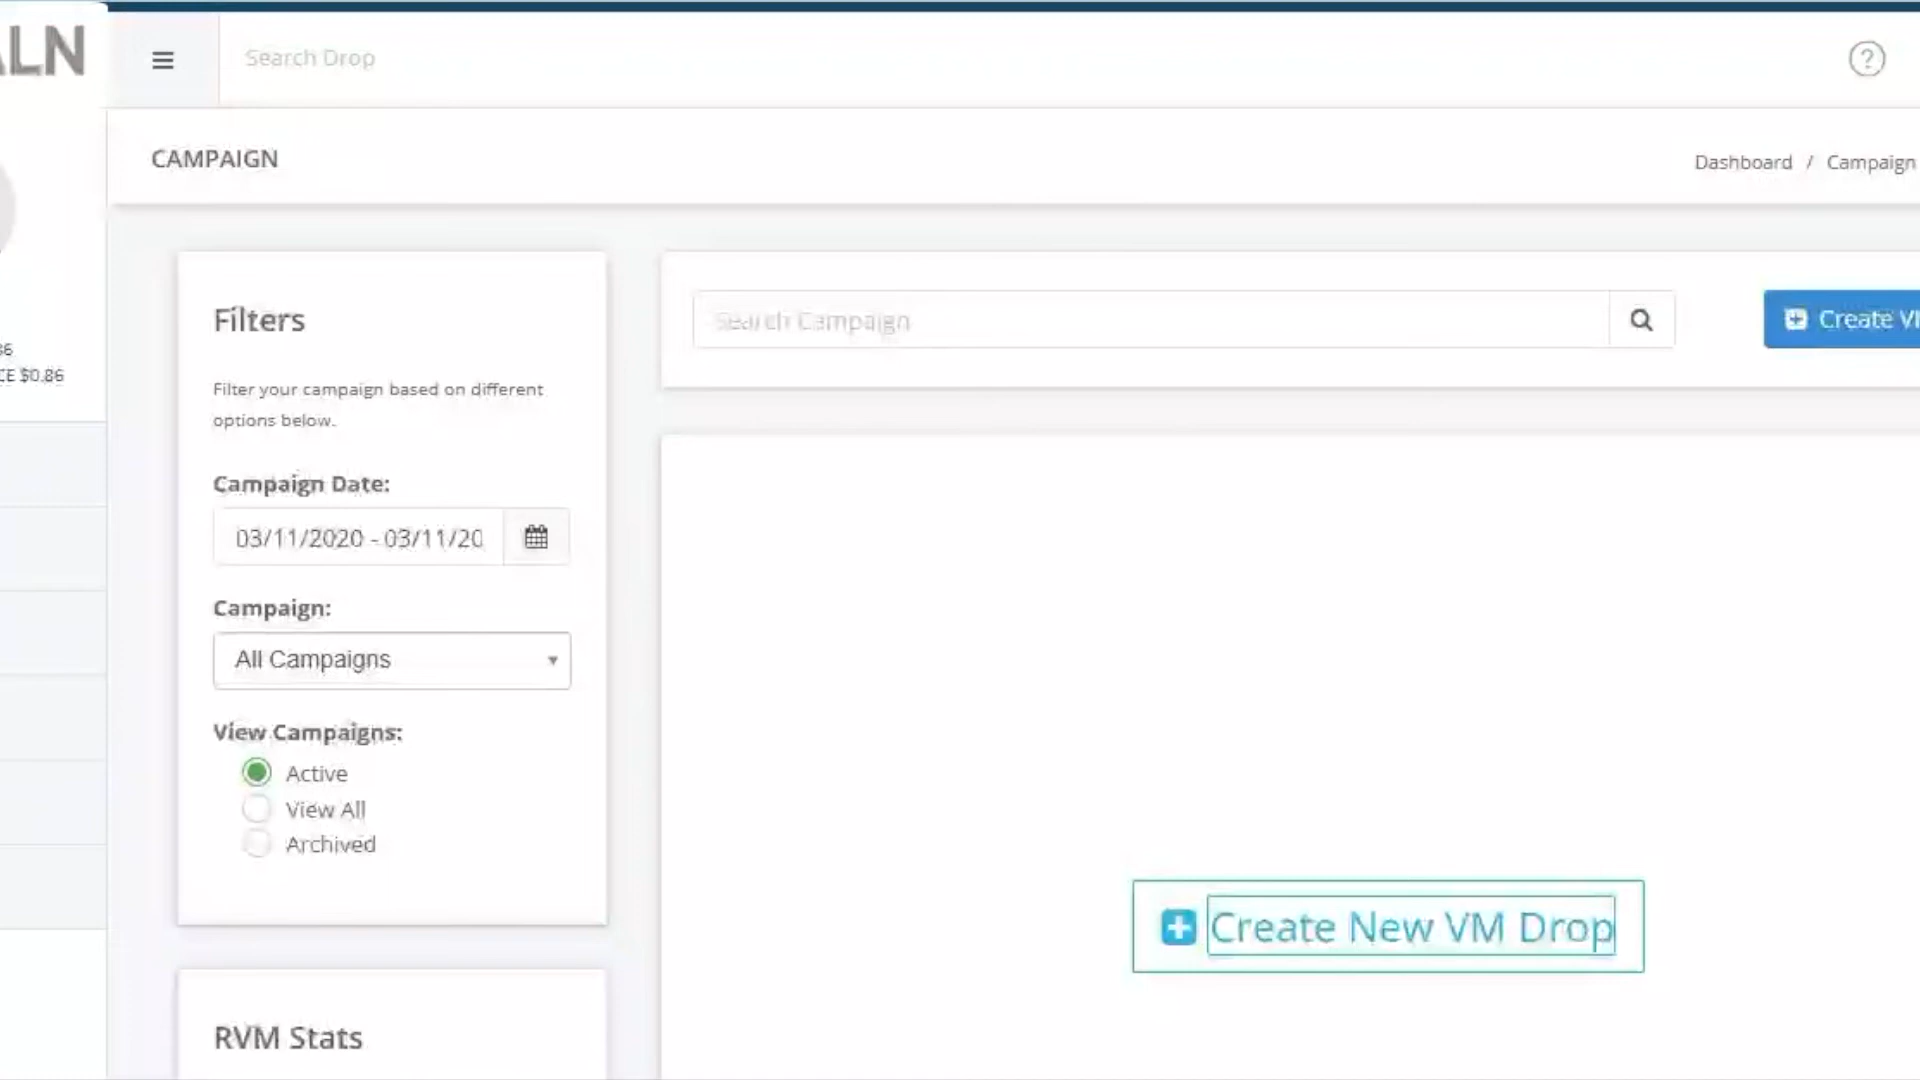 ALN
Search Drop
CAMPAIGN
Dashboard / Campaign
Filters
Filter your campaign based on different
options below.
Campaign Date:
03/11/2020 - 03/11/20
Campaign:
All Campaigns
View Campaigns:
Active
View All
Archived
RVM Stats
Search Campaign
Create
Create New VM Drop
$0.86